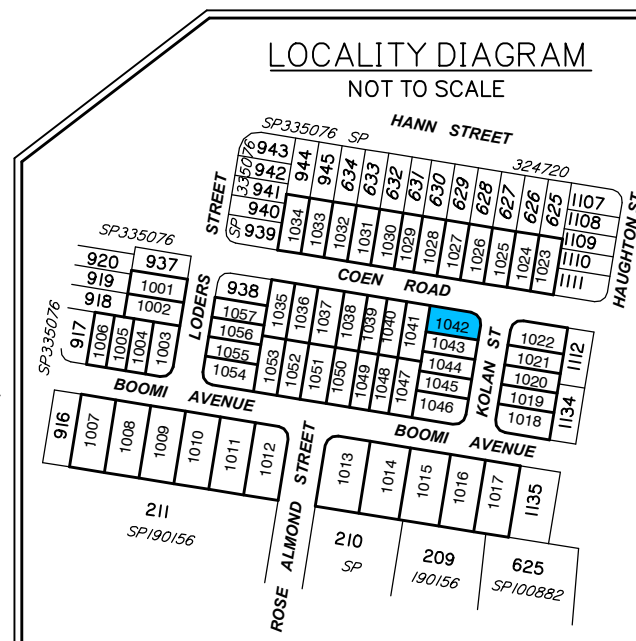 LOCALITY DIAGRAM
NOT TO SCALE
HANN STREET
SP335076 SP 324720
943
942
941
940
939
335076
SP
STREET
944 945 634 633 632 631 630 629 628 627 626 625
1107
1108
1109
1110
1111
HAUGHTON ST
1034 1033 1032 1031 1030 1029 1028 1027 1026 1025 1024 1023
COEN ROAD
SP335076
920 937
919 1001
918 1002
SP335076
917 1006 1005 1004 1003
LODERS
938
1057
1056
1055
1054
1035 1036 1037 1038 1039 1040 1041
1042
1043
1044
1045
1046
1053 1052 1051 1050 1049 1048 1047
KOLAN ST
1022
1021
1020
1019
1018
1112
1134
BOOMI AVENUE
BOOMI AVENUE
916 1007 1008 1009 1010 1011 1012
ROSE ALMOND STREET
1013 1014 1015 1016 1017 1135
211
SP190156
210
SP
209
190156
625
SP100882